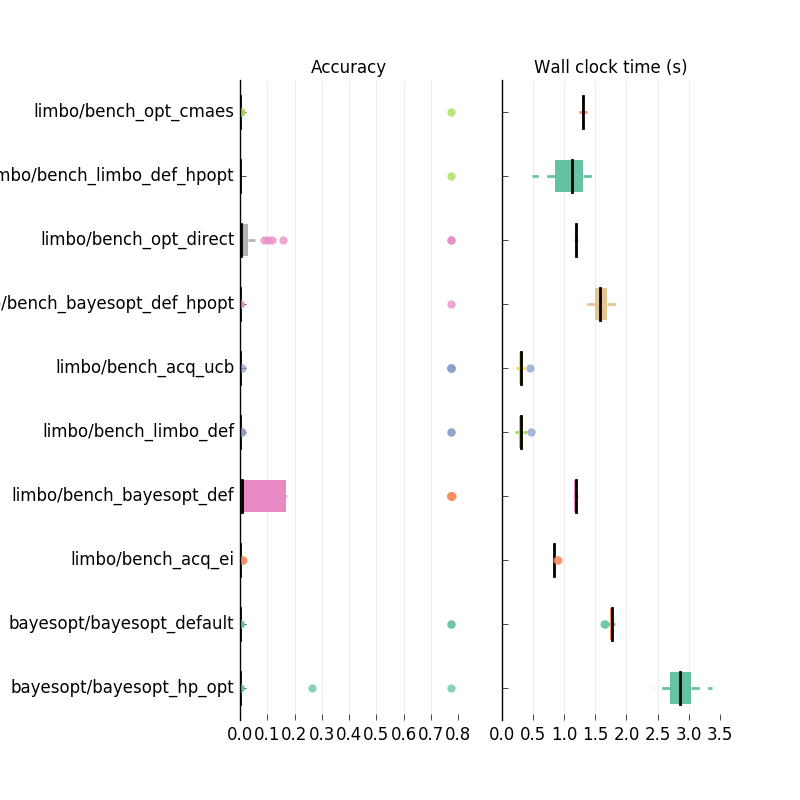 Accuracy
Wall clock time (s)
limbo/bench_opt_cmaes
mbo/bench_limbo_def_hpopt
limbo/bench_opt_direct
/bench_bayesopt_def_hpopt
limbo/bench_acq_ucb
limbo/bench_limbo_def
limbo/bench_bayesopt_def
limbo/bench_acq_ei
bayesopt/bayesopt_default
bayesopt/bayesopt_hp_opt
0.0 0.1 0.2 0.3 0.4 0.5 0.6 0.7 0.8
0.0 0.5 1.0 1.5 2.0 2.5 3.0 3.5